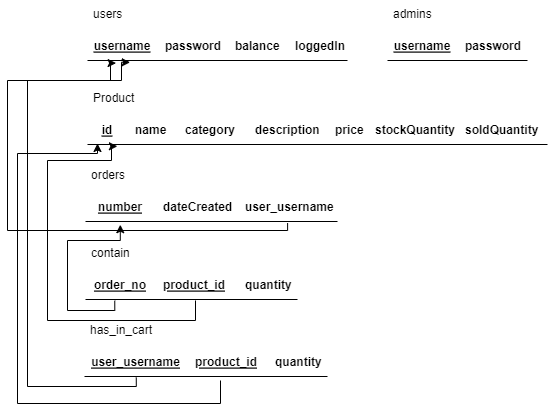 users admins
username password balance loggedIn username password
Product
id name category description price stockQuantity soldQuantity
orders
number dateCreated user_username
contain
order_no product_id quantity
has_in_cart
user_username product_id quantity